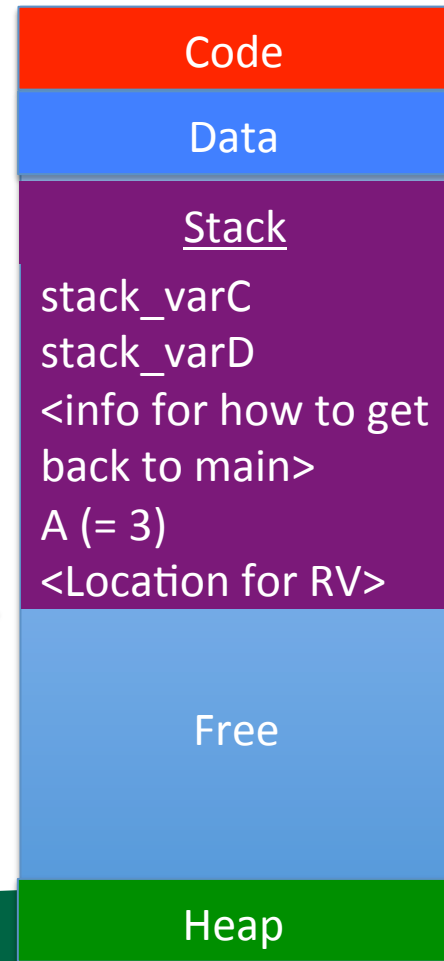 Code
Data
Stack
stack_varC
stack_varD
<info for how to get
back to main>
A (= 3)
<Location for RV>
Free
Heap